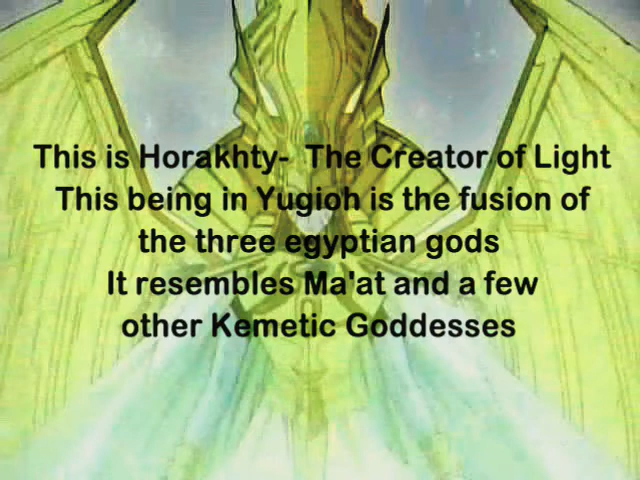 This is Horakhty-  The Creator of Light
This being in Yugioh is the fusion of
the three egyptian gods
It resembles Ma'at and a few
other Kemetic Goddesses